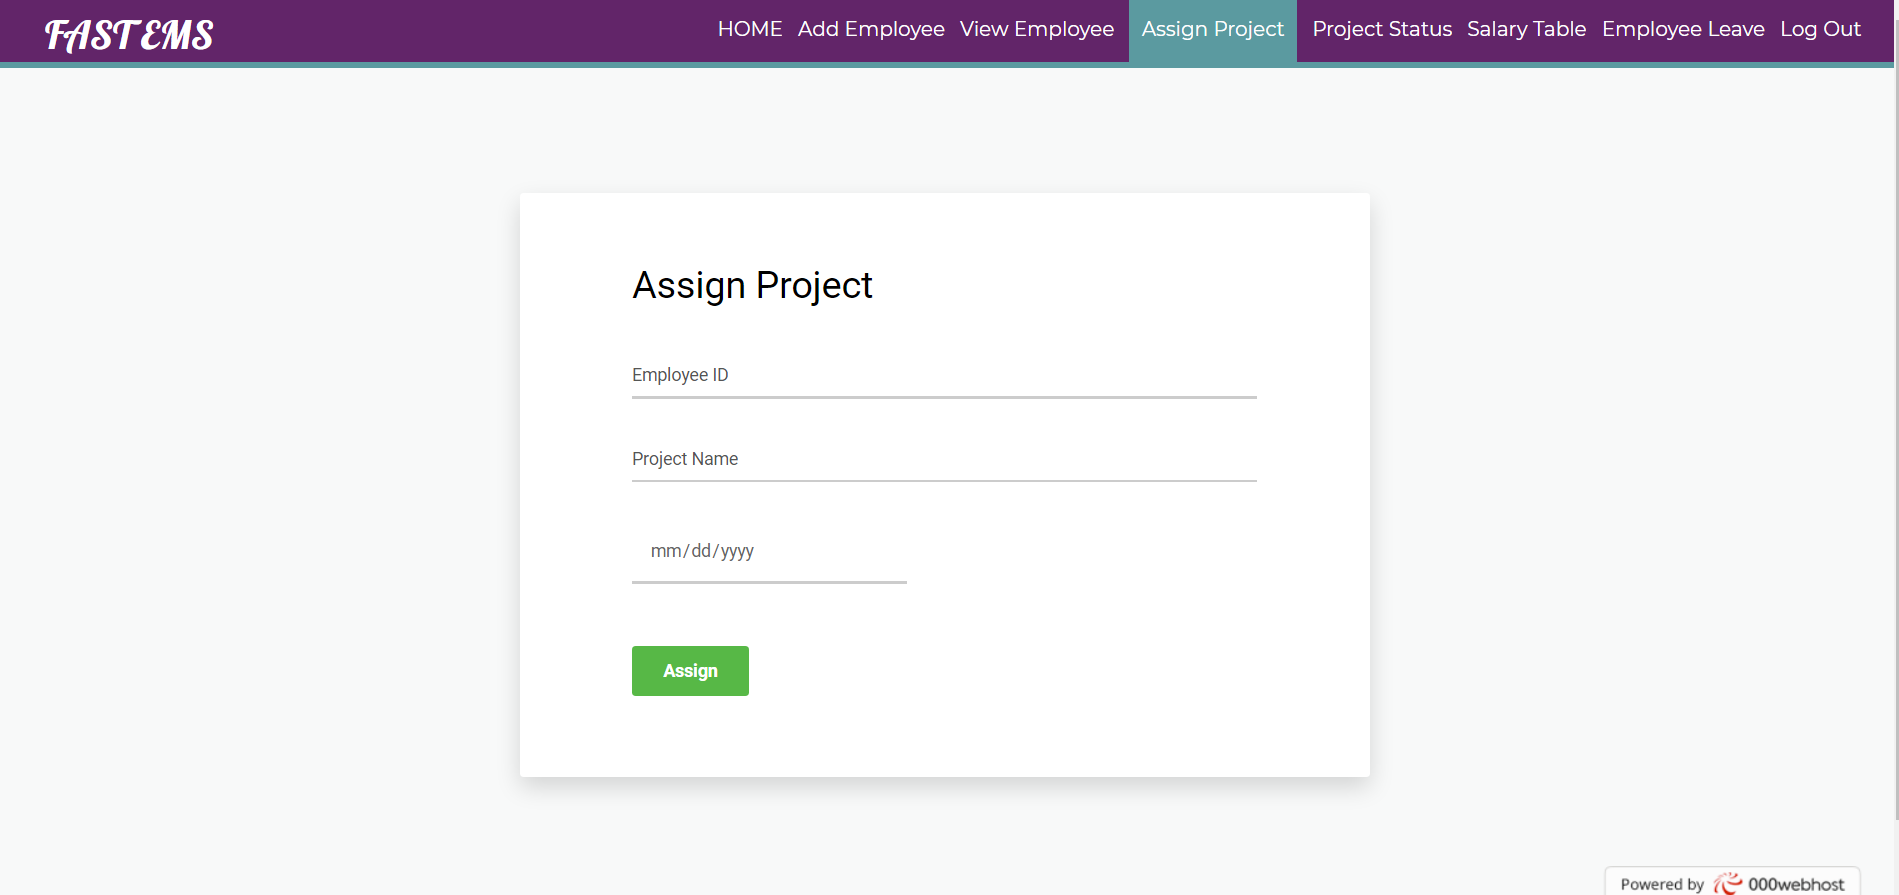 FAST EMS
HOME Add Employee View Employee Assign Project Project Status Salary Table Employee Leave Log Out
Assign Project
Employee ID
Project Name
mm/dd/yyyy
Assign
Powered by 000webhost